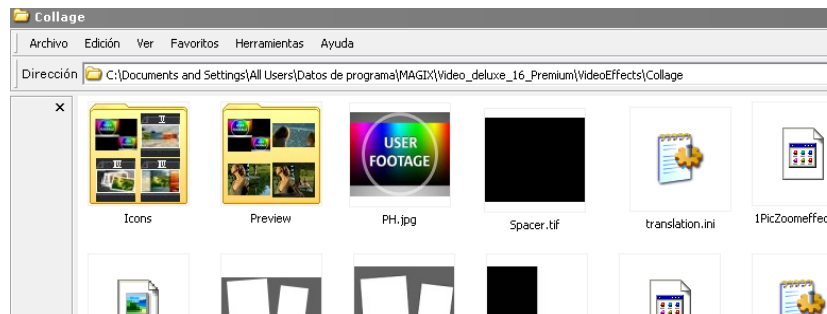 Collage
Archivo Edición Ver Favoritos Herramientas Ayuda
Dirección C:\Documents and Settings\All Users\Datos de programa\MAGIX\Video_deluxe_16_Premium\VideoEffects\Collage
USER
FOOTAGE
Icons Preview PH.jpg Spacer.tif translation.ini 1PicZoomeffec